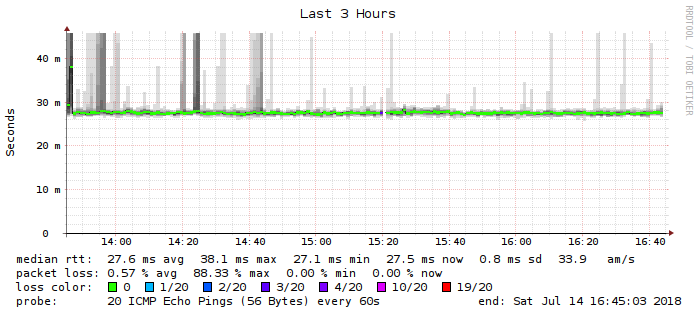 Last 3 Hours
RRDTOOL / TOBI OETIKER
Seconds
40 m
30 m
20 m
10 m
0
14:00 14:20 14:40 15:00 15:20 15:40 16:00 16:20 16:40
median rtt: 27.6 ms avg 38.1 ms max 27.1 ms min 27.5 ms now 0.8 ms sd 33.9 am/s
packet loss: 0.57 % avg 88.33 % max 0.00 % min 0.00 % now
loss color: 0 1/20 2/20 3/20 4/20 10/20 19/20
probe: 20 ICMP Echo Pings (56 Bytes) every 60s end: Sat Jul 14 16:45:03 2018